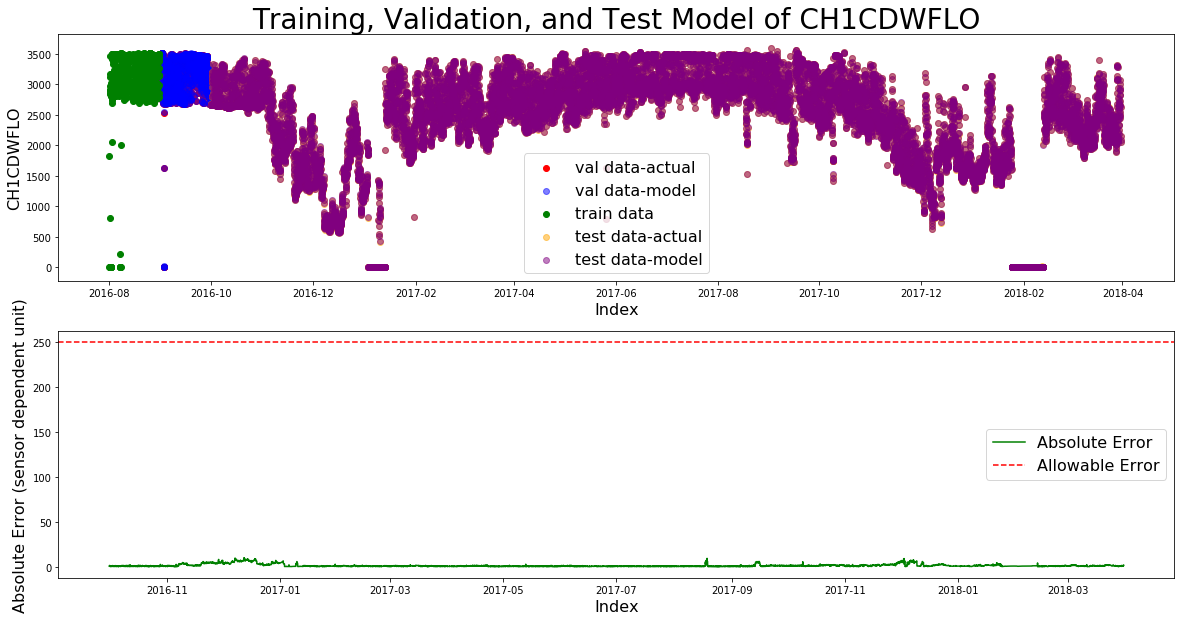 Training, Validation, and Test Model of CH1CDWFLO
CH1CDWFLO
3500
3000
2500
2000
1500
1000
500
0
val data-actual
val data-model
train data
test data-actual
test data-model
2016-08 2016-10 2016-12 2017-02 2017-04 2017-06 2017-08 2017-10 2017-12 2018-02 2018-04
Index
Absolute Error (sensor dependent unit)
250
200
150
100
50
0
Absolute Error
Allowable Error
2016-11 2017-01 2017-03 2017-05 2017-07 2017-09 2017-11 2018-01 2018-03
Index